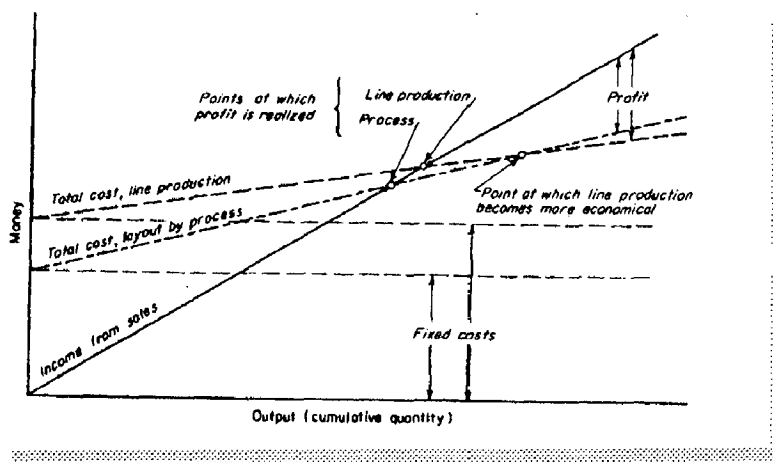 Points at which
profit is realized
Line production
Process
Profit
Total cost, line production
Total cost, layout by process
Point at which line production
becomes more economical
Money
Fixed costs
Income from sales
Output (cumulative quantity)